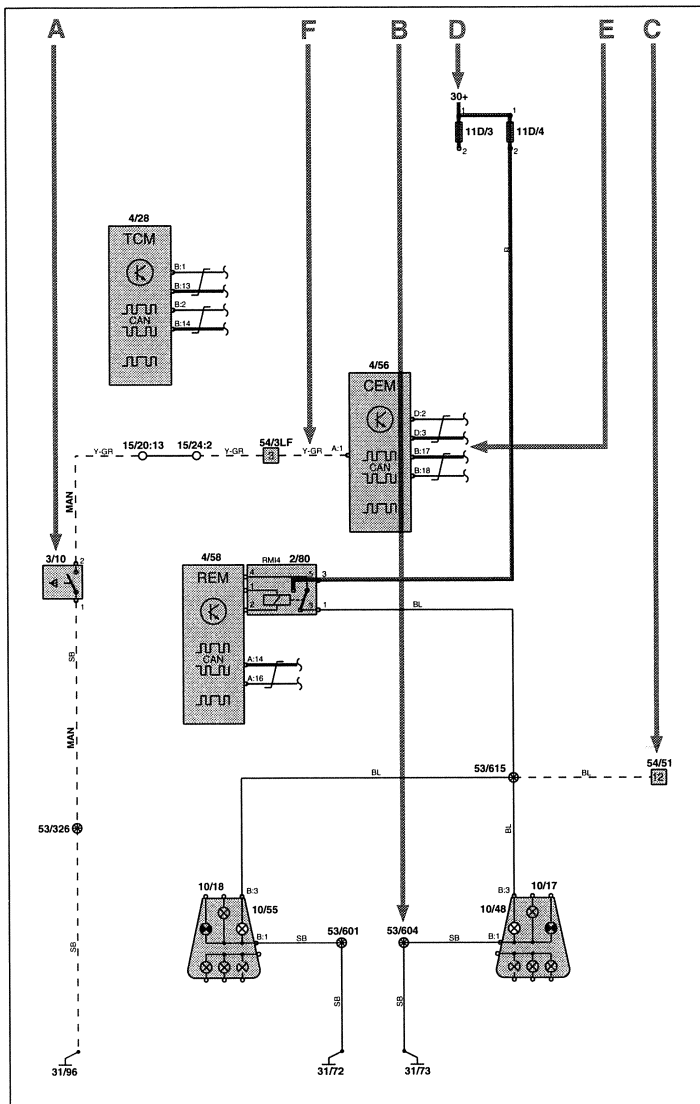 A F B D E C
30+
1 1
11D/3 11D/4
2 2
B
4/28
TCM
B:1
B:13
B:2
CAN
B:14
4/56
CEM
D:2
D:3
B:17
CAN
B:18
15/20:13 15/24:2 54/3LF
Y-GR Y-GR 3 Y-GR A:1
MAN
3/10 2
1
4/58 RMI4 2/80
REM
4 5 3
1
2 3 1 BL
CAN
A:14
A:16
SB
MAN
53/615 54/51
BL BL 12
53/326
BL
10/18 B:3
10/55
B:1 SB
53/601
53/604
B:3 10/17
10/48
SB B:1
SB
SB SB
31/96 31/72 31/73